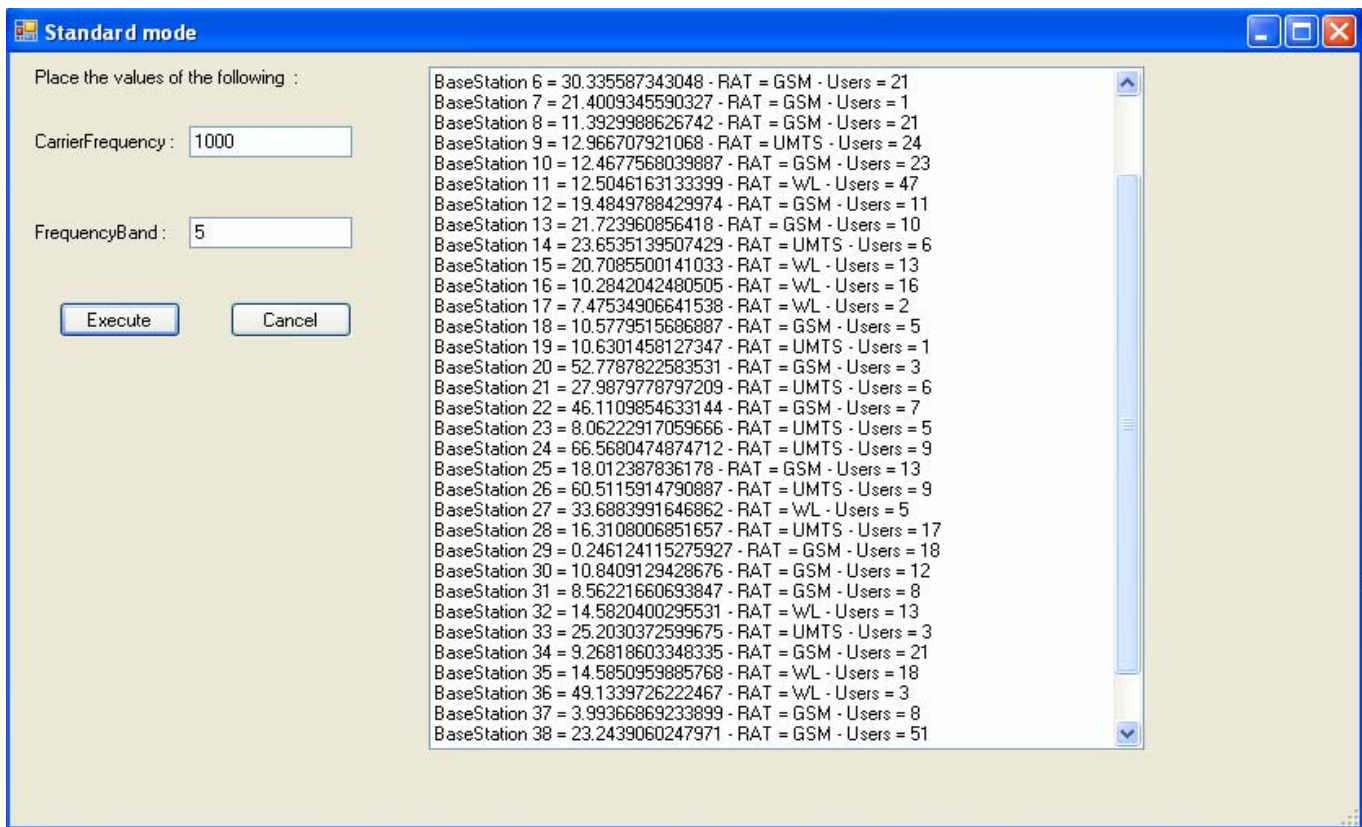 Standard mode
Place the values of the following :
CarrierFrequency : 1000
FrequencyBand : 5
Execute Cancel
BaseStation 6 = 30.335587343048 - RAT = GSM - Users = 21
BaseStation 7 = 21.4009345590327 - RAT = GSM - Users = 1
BaseStation 8 = 11.3929988626742 - RAT = GSM - Users = 21
BaseStation 9 = 12.966707921068 - RAT = UMTS - Users = 24
BaseStation 10 = 12.4677568039887 - RAT = GSM - Users = 23
BaseStation 11 = 12.5046163133399 - RAT = WL - Users = 47
BaseStation 12 = 19.4849788429974 - RAT = GSM - Users = 11
BaseStation 13 = 21.723960856418 - RAT = GSM - Users = 10
BaseStation 14 = 23.6535139507429 - RAT = UMTS - Users = 6
BaseStation 15 = 20.7085500141033 - RAT = WL - Users = 13
BaseStation 16 = 10.2842042480505 - RAT = WL - Users = 16
BaseStation 17 = 7.47534906641538 - RAT = WL - Users = 2
BaseStation 18 = 10.5779515686887 - RAT = GSM - Users = 5
BaseStation 19 = 10.6301458127347 - RAT = UMTS - Users = 1
BaseStation 20 = 52.7787822583531 - RAT = GSM - Users = 3
BaseStation 21 = 27.9879778797209 - RAT = UMTS - Users = 6
BaseStation 22 = 46.1109854633144 - RAT = GSM - Users = 7
BaseStation 23 = 8.06222917059666 - RAT = UMTS - Users = 5
BaseStation 24 = 66.5680474874712 - RAT = UMTS - Users = 9
BaseStation 25 = 18.012387836178 - RAT = GSM - Users = 13
BaseStation 26 = 60.5115914790887 - RAT = UMTS - Users = 9
BaseStation 27 = 33.6883991646862 - RAT = WL - Users = 5
BaseStation 28 = 16.3108006851657 - RAT = UMTS - Users = 17
BaseStation 29 = 0.246124115275927 - RAT = GSM - Users = 18
BaseStation 30 = 10.8409129428676 - RAT = GSM - Users = 12
BaseStation 31 = 8.56221660693847 - RAT = GSM - Users = 8
BaseStation 32 = 14.5820400295531 - RAT = WL - Users = 13
BaseStation 33 = 25.2030372599675 - RAT = UMTS - Users = 3
BaseStation 34 = 9.26818603348335 - RAT = GSM - Users = 21
BaseStation 35 = 14.5850959885768 - RAT = WL - Users = 18
BaseStation 36 = 49.1339726222467 - RAT = WL - Users = 3
BaseStation 37 = 3.99366869233899 - RAT = GSM - Users = 8
BaseStation 38 = 23.2439060247971 - RAT = GSM - Users = 51